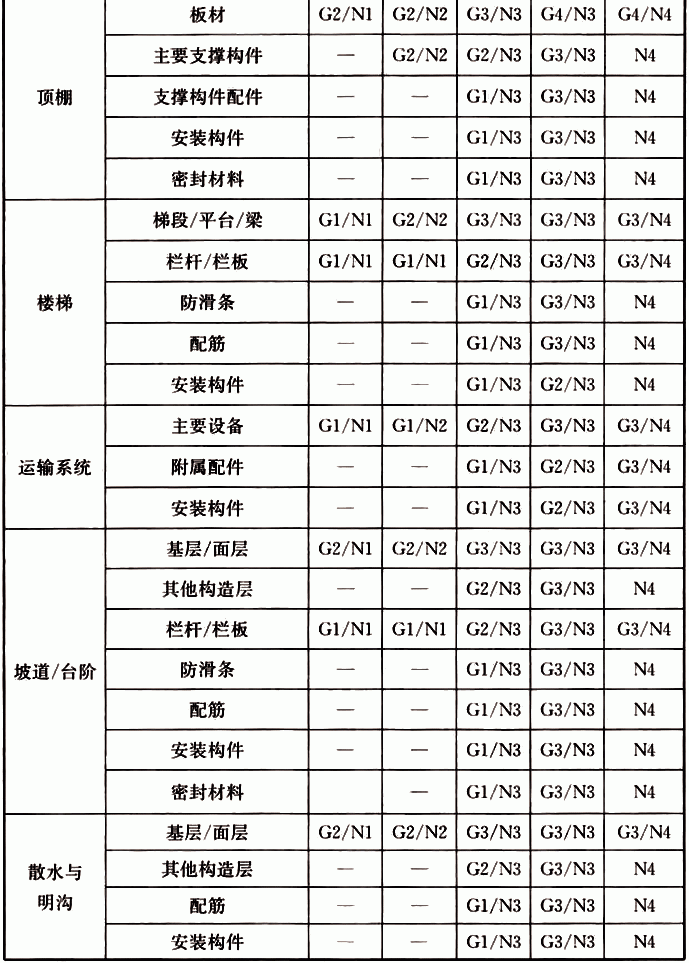 板材 G2/N1 G2/N2 G3/N3 G4/N3 G4/N4
顶棚 主要支撑构件 — G2/N2 G2/N3 G3/N3 N4
支撑构件配件 — — G1/N3 G3/N3 N4
安装构件 — — G1/N3 G3/N3 N4
密封材料 — — G1/N3 G3/N3 N4
楼梯 梯段/平台/梁 G1/N1 G2/N2 G3/N3 G3/N3 G3/N4
栏杆/栏板 G1/N1 G1/N1 G2/N3 G3/N3 G3/N4
防滑条 — — G1/N3 G3/N3 N4
配筋 — — G1/N3 G3/N3 N4
安装构件 — — G1/N3 G2/N3 N4
运输系统 主要设备 G1/N1 G1/N2 G2/N3 G3/N3 G3/N4
附属配件 — — G1/N3 G2/N3 G3/N4
安装构件 — — G1/N3 G2/N3 G3/N4
坡道/台阶 基层/面层 G2/N1 G2/N2 G3/N3 G3/N3 G3/N4
其他构造层 — — G2/N3 G3/N3 N4
栏杆/栏板 G1/N1 G1/N1 G2/N3 G3/N3 G3/N4
防滑条 — — G1/N3 G3/N3 N4
配筋 — — G1/N3 G3/N3 N4
安装构件 — — G1/N3 G3/N3 N4
密封材料 — G1/N3 G3/N3 N4
散水与
明沟
基层/面层 G2/N1 G2/N2 G3/N3 G3/N3 G3/N4
其他构造层 — — G2/N3 G3/N3 N4
配筋 — — G1/N3 G3/N3 N4
安装构件 — — G1/N3 G3/N3 N4